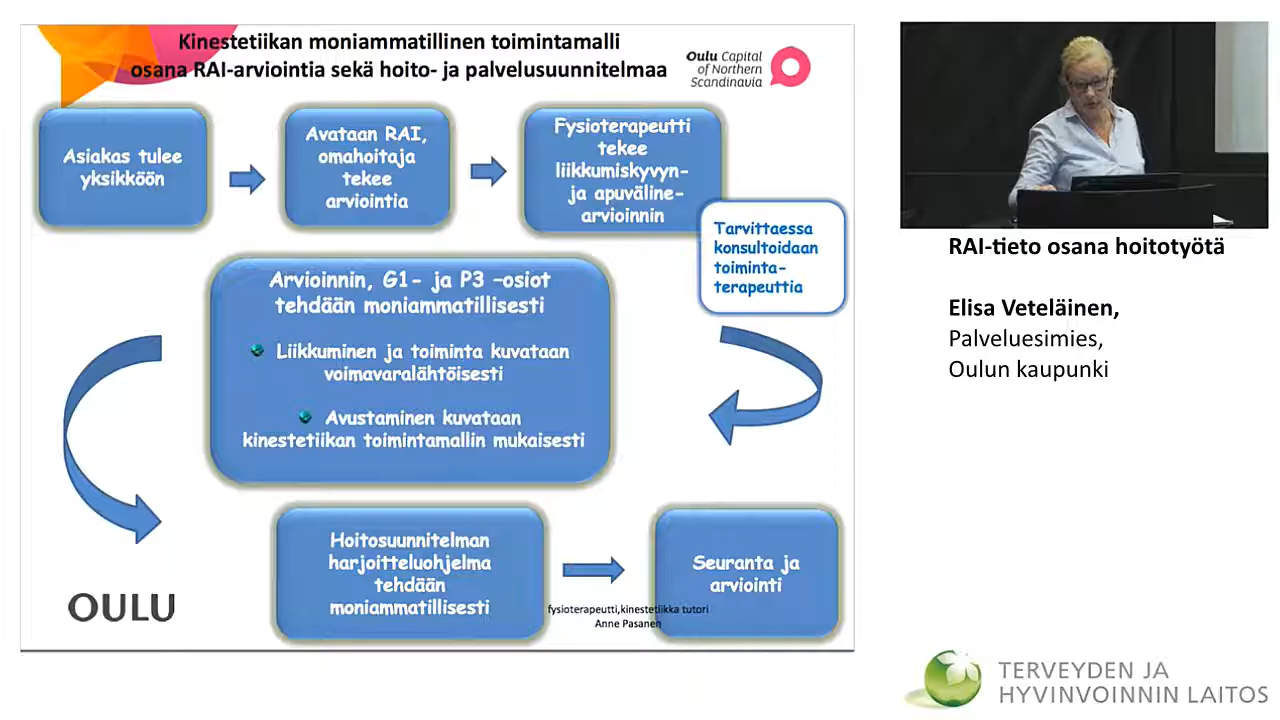 Kinestetiikan moniammatillinen toimintamalli
osana RAI-arviointia sekä hoito- ja palvelusuunnitelmaa
Oulu Capital
of Northern
Scandinavia
Asiakas tulee
yksikköön
Avataan RAI,
omahoitaja
tekee
arviointia
Fysioterapeutti
tekee
liikkumiskyvyn-
ja apuväline-
arvioinnin
Tarvittaessa
konsultoidaan
toiminta-
terapeuttia
Arvioinnin, G1- ja P3 –osiot
tehdään moniammatillisesti
Liikkuminen ja toiminta kuvataan
voimavaralähtöisesti
Avustaminen kuvataan
kinestetiikan toimintamallin mukaisesti
Hoitosuunnitelman
harjoitteluohjelma
tehdään
moniammatillisesti
Seuranta ja
arviointi
fysioterapeutti,kinestetiikka tutori
Anne Pasanen
OULU
RAI-tieto osana hoitotyötä
Elisa Veteläinen,
Palveluesimies,
Oulun kaupunki
TERVEYDEN JA
HYVINVOINNIN LAITOS